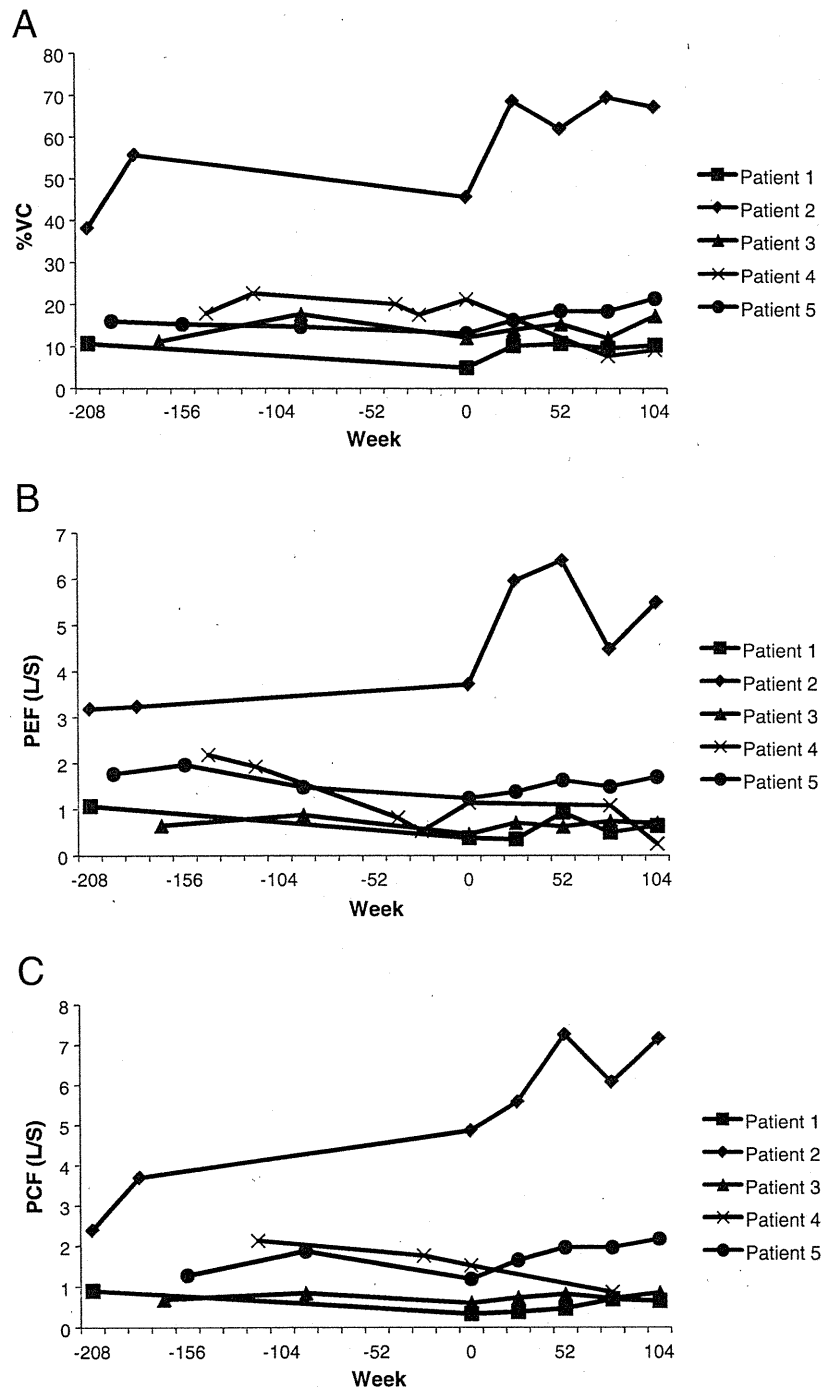 A
80
70
60
50
40
30
20
10
0
%VC
-208 -156 -104 -52 0 52 104
Week
Patient 1
Patient 2
Patient 3
Patient 4
Patient 5
B
7
6
5
4
3
2
1
0
PEF (L/S)
-208 -156 -104 -52 0 52 104
Week
Patient 1
Patient 2
Patient 3
Patient 4
Patient 5
C
8
7
6
5
4
3
2
1
0
PCF (L/S)
-208 -156 -104 -52 0 52 104
Week
Patient 1
Patient 2
Patient 3
Patient 4
Patient 5